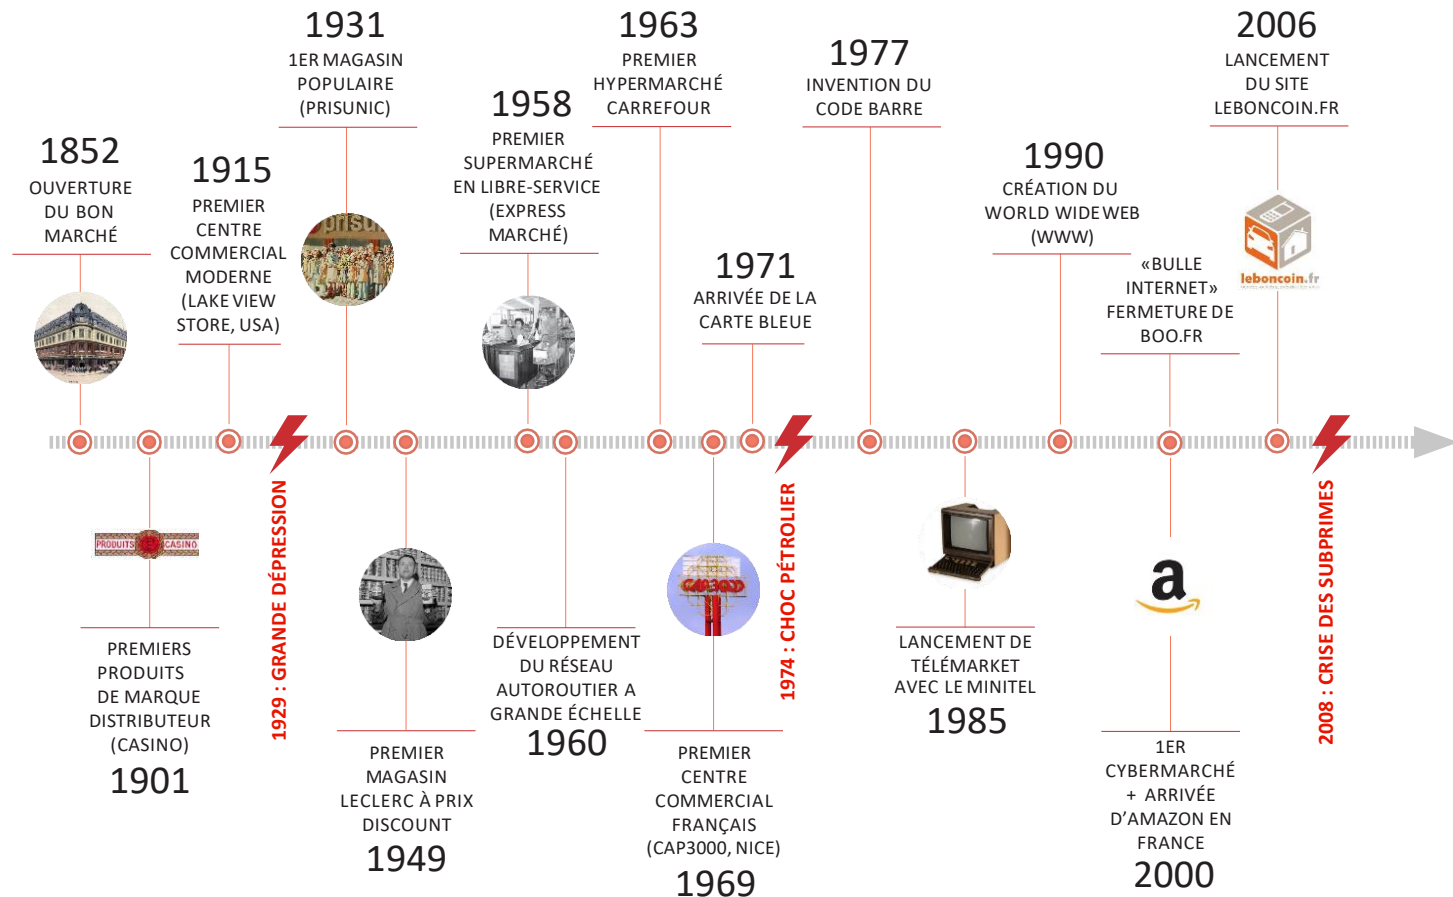 1852
OUVERTURE
DU BON
MARCHÉ
1901
PREMIERS
PRODUITS
DE MARQUE
DISTRIBUTEUR
(CASINO)
PRODUITS CASINO
1915
PREMIER
CENTRE
COMMERCIAL
MODERNE
(LAKE VIEW
STORE, USA)
1929 : GRANDE DÉPRESSION
1931
1ER MAGASIN
POPULAIRE
(PRISUNIC)
prisu
PREMIER
MAGASIN
LECLERC À PRIX
DISCOUNT
1949
1958
PREMIER
SUPERMARCHÉ
EN LIBRE-SERVICE
(EXPRESS
MARCHÉ)
DÉVELOPPEMENT
DU RÉSEAU
AUTOROUTIER A
GRANDE ÉCHELLE
1960
1963
PREMIER
HYPERMARCHÉ
CARREFOUR
CAP3000
PREMIER
CENTRE
COMMERCIAL
FRANÇAIS
(CAP3000, NICE)
1969
1971
ARRIVÉE DE LA
CARTE BLEUE
1974 : CHOC PÉTROLIER
1977
INVENTION DU
CODE BARRE
LANCEMENT DE
TÉLÉMARKET
AVEC LE MINITEL
1985
1990
CRÉATION DU
WORLD WIDE WEB
(WWW)
«BULLE
INTERNET»
FERMETURE DE
BOO.FR
a
1ER
CYBERMARCHÉ
+ ARRIVÉE
D'AMAZON EN
FRANCE
2000
2006
LANCEMENT
DU SITE
LEBONCOIN.FR
leboncoin.fr
2008 : CRISE DES SUBPRIMES